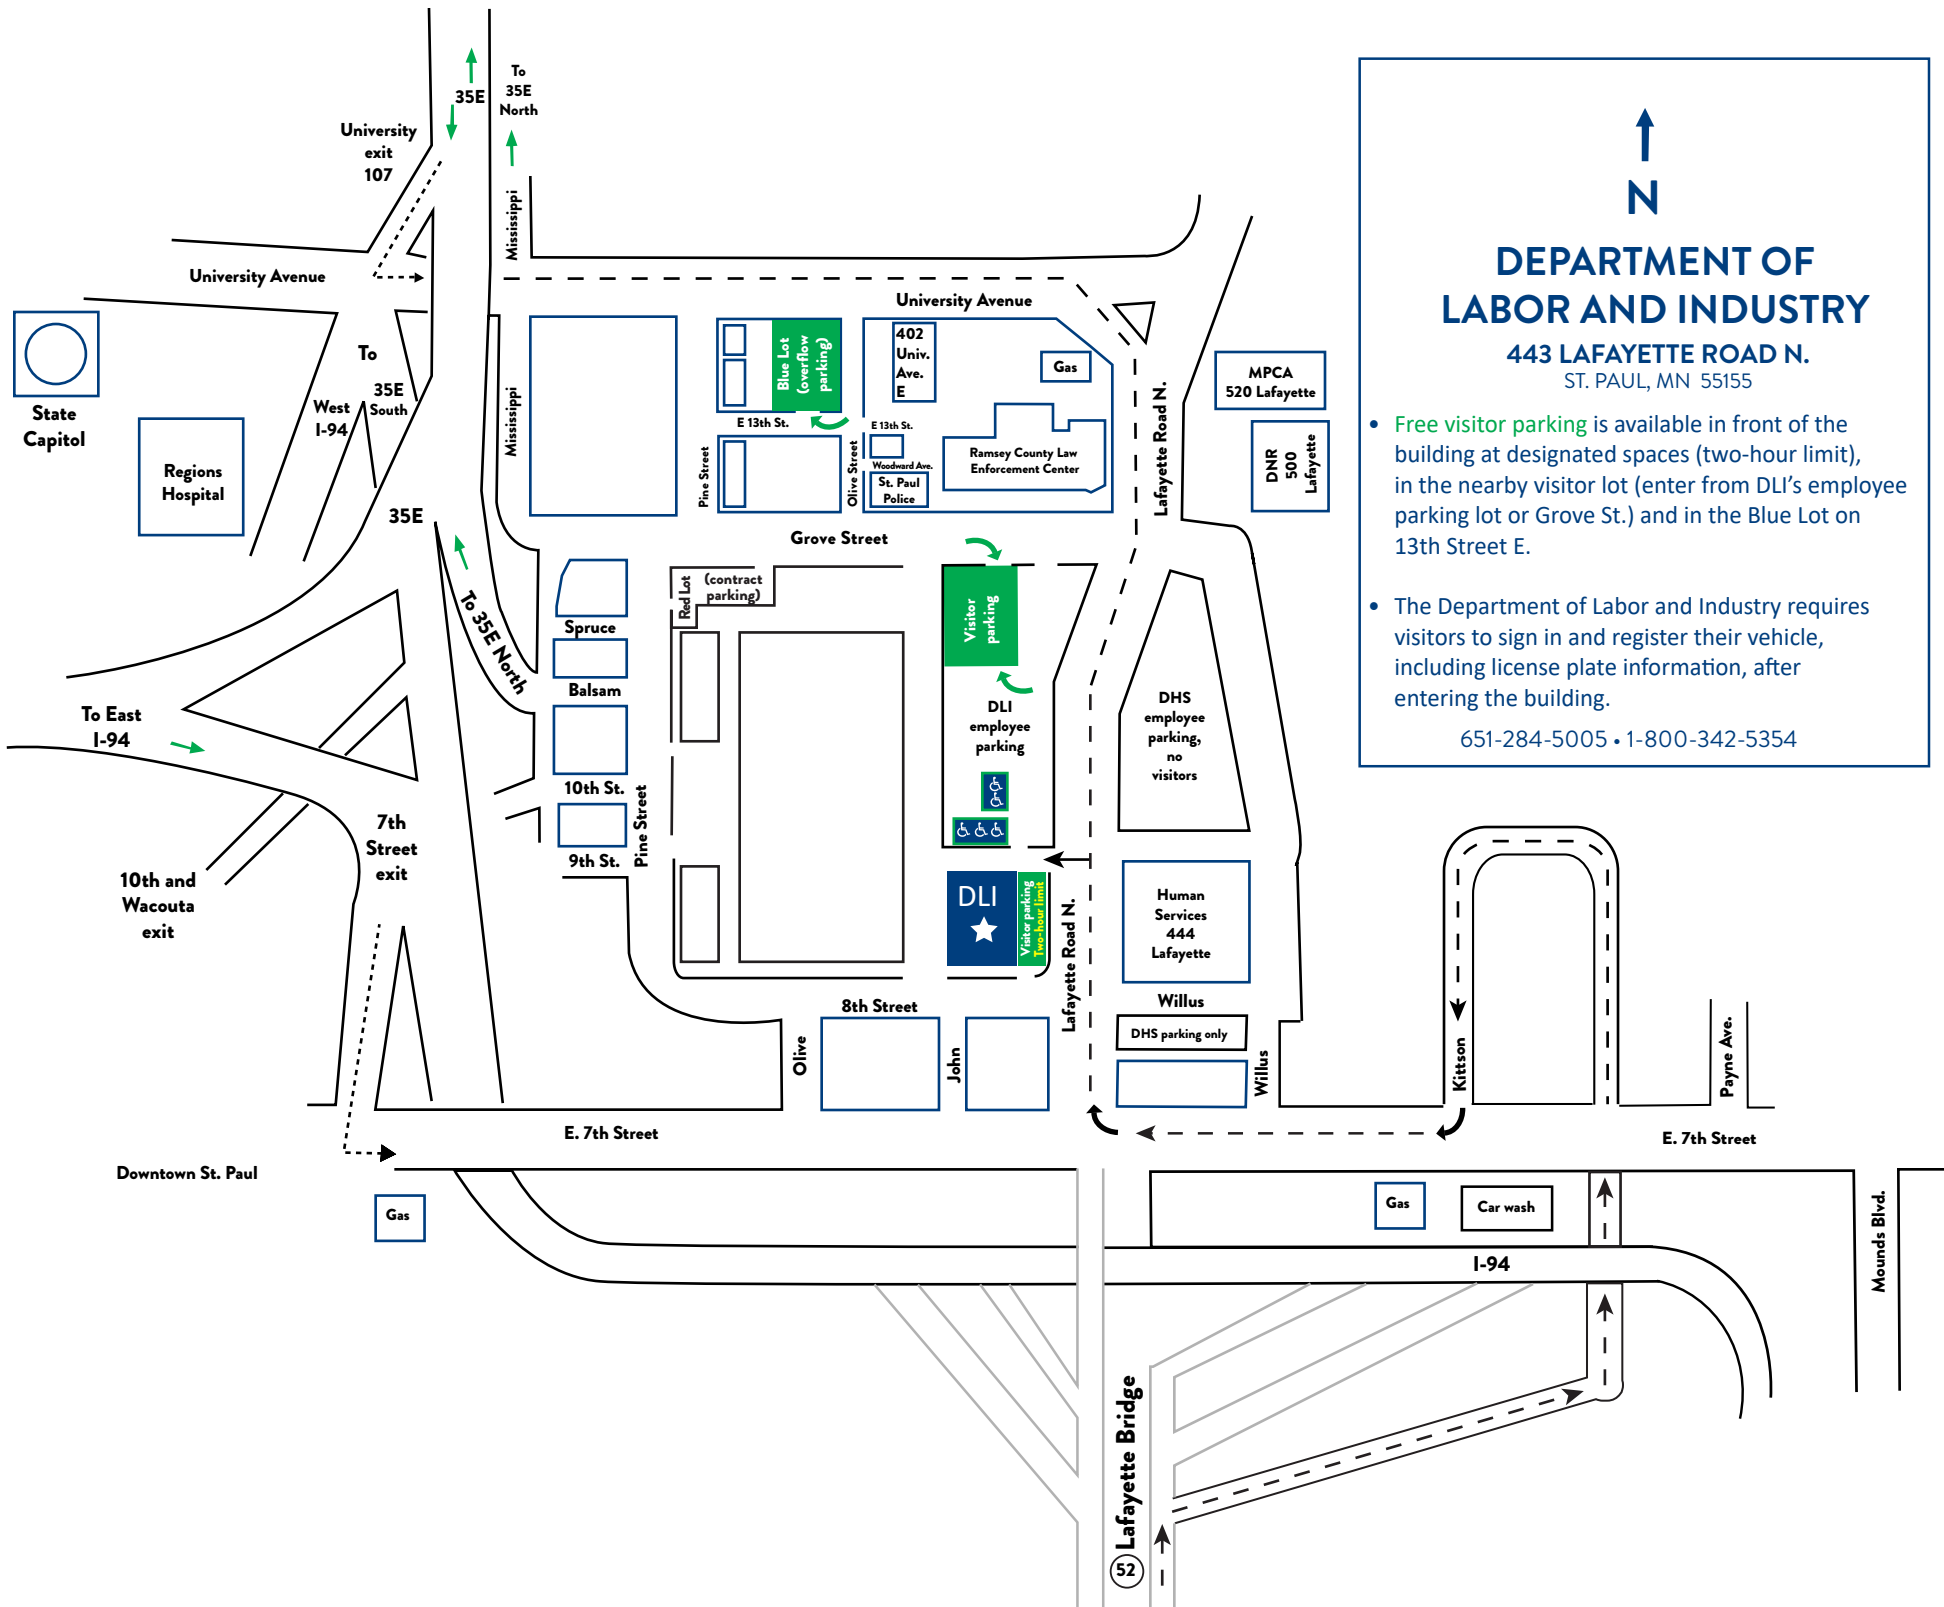 35E
To
35E
North
University
exit
107
Mississippi
University Avenue
University Avenue
State
Capitol
Regions
Hospital
To
35E
South
West
I-94
Mississippi
Blue Lot
(overflow
parking)
402
Univ.
Ave.
E
Gas
E 13th St.
E 13th St.
Woodward Ave.
St. Paul
Police
Pine Street
Olive Street
Ramsey County Law
Enforcement Center
Lafayette Road N.
MPCA
520 Lafayette
DNR
500
Lafayette
35E
Grove Street
To 35E North
Spruce
Balsam
10th St.
9th St.
Pine Street
Red Lot
(contract
parking)
Visitor
parking
DLI
employee
parking
DHS
employee
parking,
no
visitors
To East
I-94
7th
Street
exit
10th and
Wacouta
exit
DLI
Visitor parking
Two-hour limit
Lafayette Road N.
Human
Services
444
Lafayette
Willus
DHS parking only
Willus
8th Street
Olive
John
Kittson
Payne Ave.
E. 7th Street
E. 7th Street
Downtown St. Paul
Gas
Gas
Car wash
I-94
Mounds Blvd.
Lafayette Bridge
52
N
DEPARTMENT OF
LABOR AND INDUSTRY
443 LAFAYETTE ROAD N.
ST. PAUL, MN 55155
• Free visitor parking is available in front of the
building at designated spaces (two-hour limit),
in the nearby visitor lot (enter from DLI’s employee
parking lot or Grove St.) and in the Blue Lot on
13th Street E.
• The Department of Labor and Industry requires
visitors to sign in and register their vehicle,
including license plate information, after
entering the building.
651-284-5005 • 1-800-342-5354